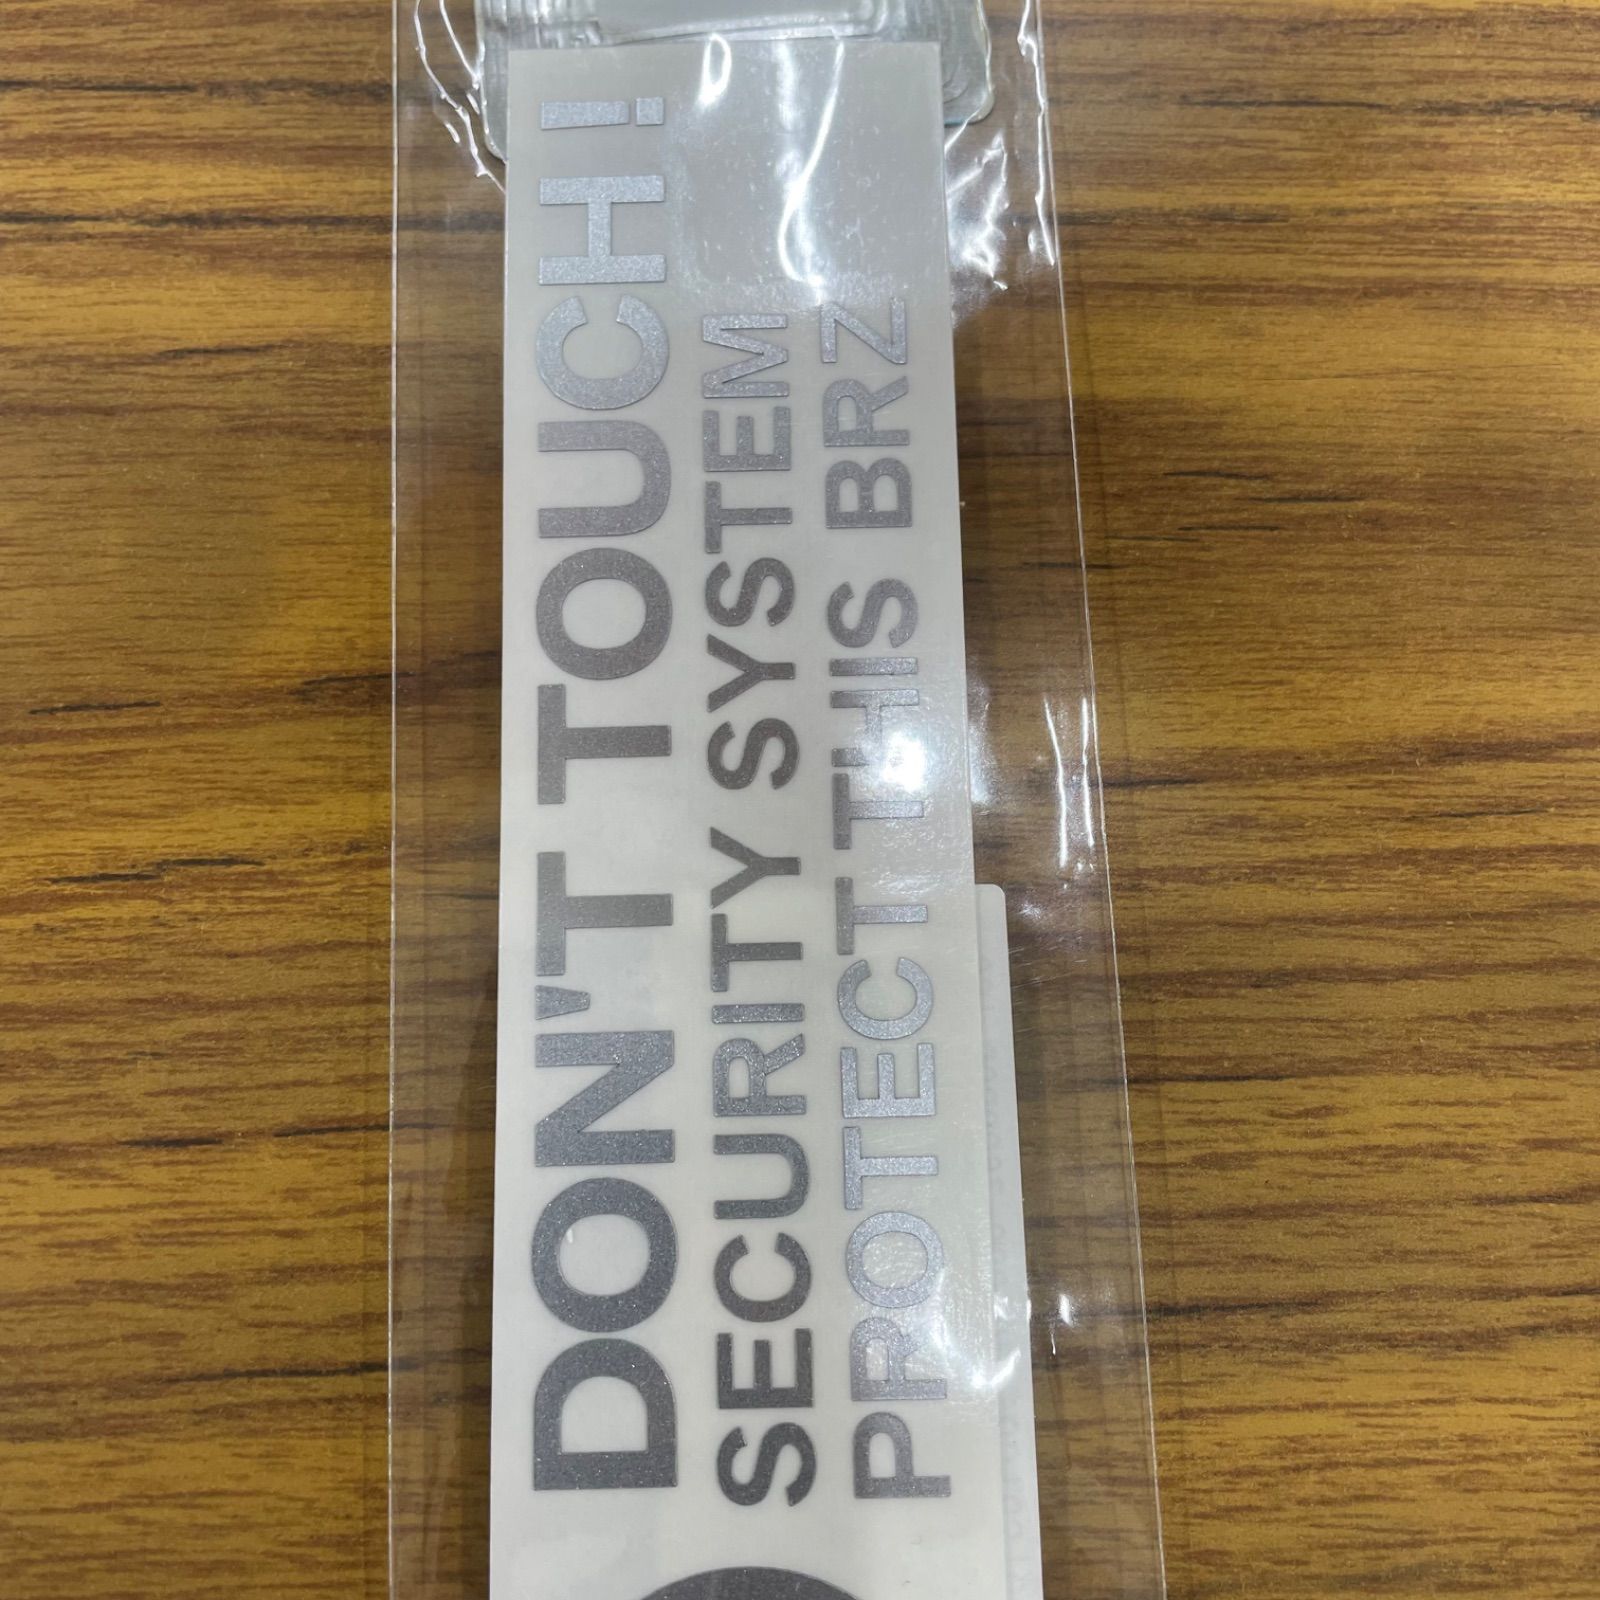 DON'T TOUCH!
SECURITY SYSTEM
PROTECT THIS BRZ